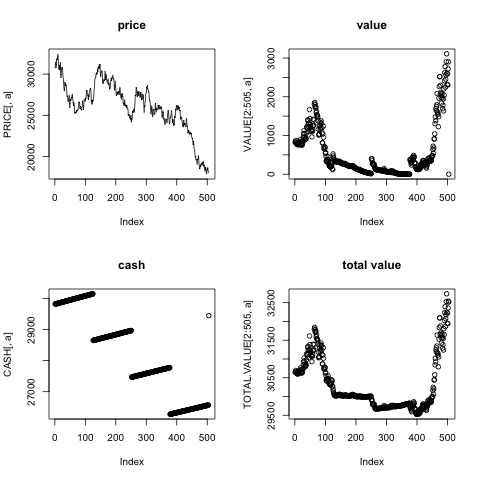 price
PRICE[, a]
20000 25000 30000
0 100 200 300 400 500
Index
value
VALUE[2:505, a]
0 1000 2000 3000
0 100 200 300 400 500
Index
cash
CASH[, a]
27000 29000
0 100 200 300 400 500
Index
total value
TOTAL.VALUE[2:505, a]
29500 30500 31500 32500
0 100 200 300 400 500
Index